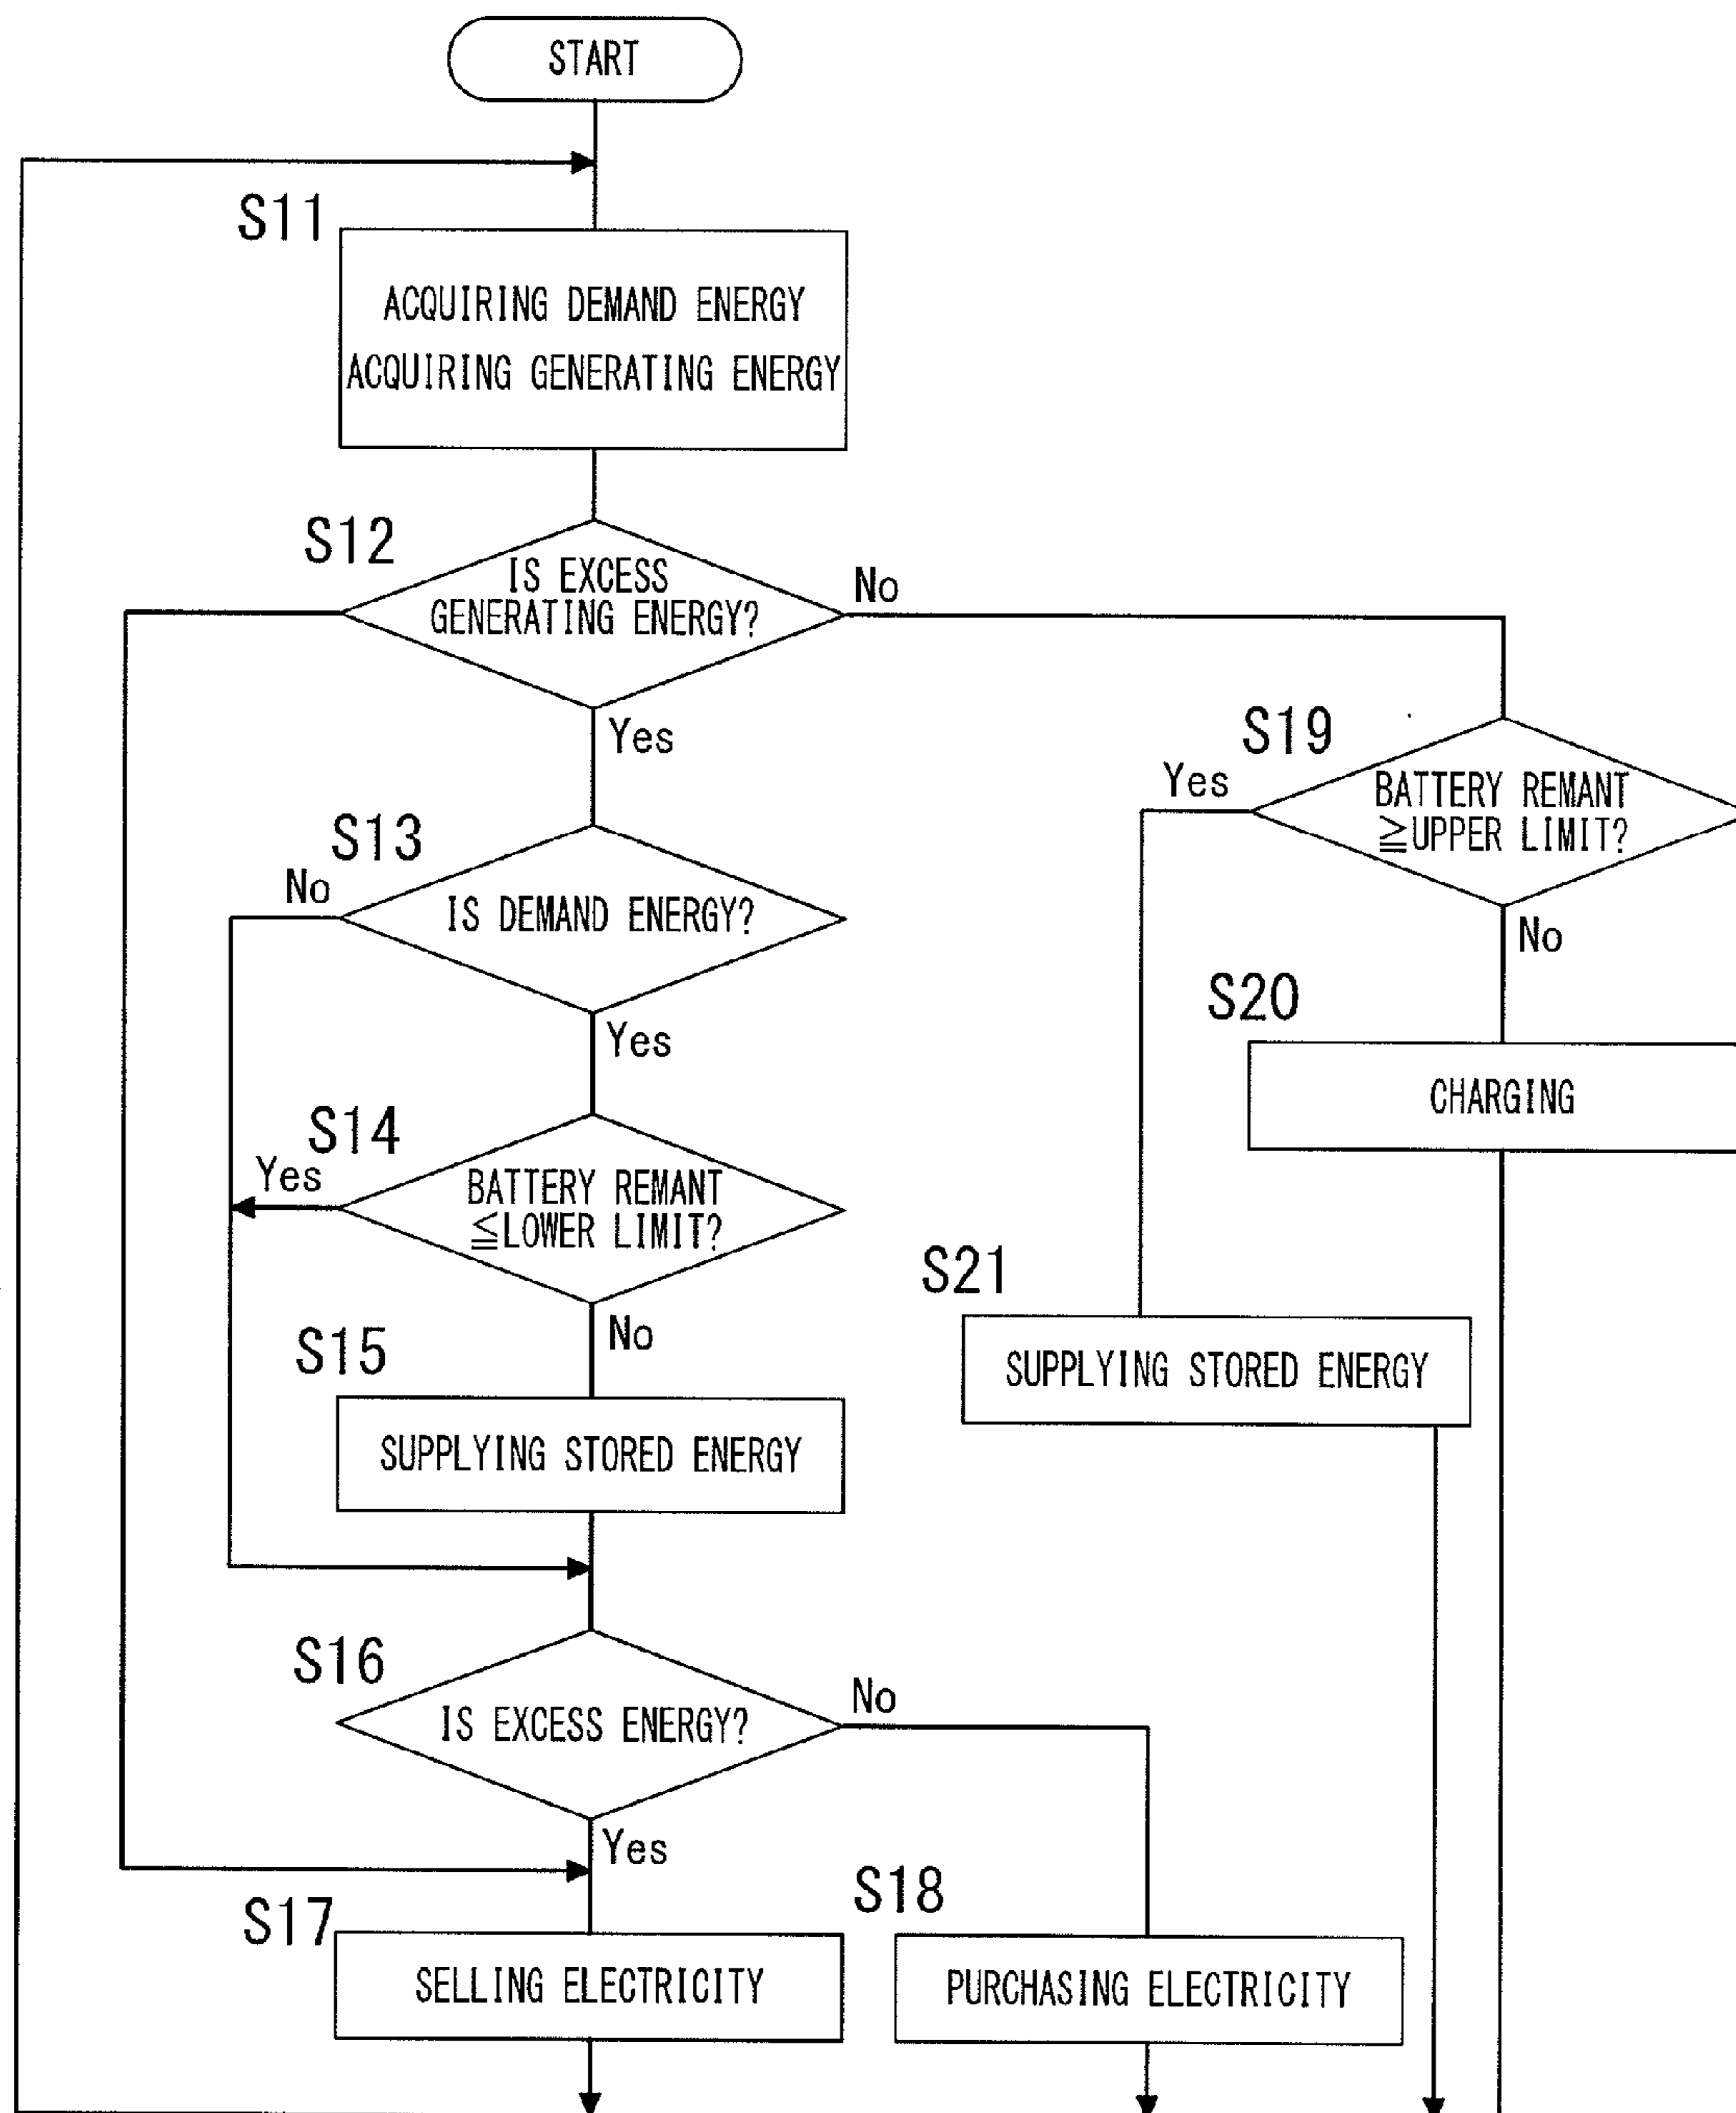 START
S11
ACQUIRING DEMAND ENERGY
ACQUIRING GENERATING ENERGY
S12
IS EXCESS
GENERATING ENERGY?
No
Yes
S19
Yes
BATTERY REMANT
≧UPPER LIMIT?
No
S13
No
IS DEMAND ENERGY?
Yes
S20
CHARGING
S14
Yes
BATTERY REMANT
≦LOWER LIMIT?
No
S21
SUPPLYING STORED ENERGY
S15
SUPPLYING STORED ENERGY
S16
IS EXCESS ENERGY?
No
Yes
S17
SELLING ELECTRICITY
S18
PURCHASING ELECTRICITY